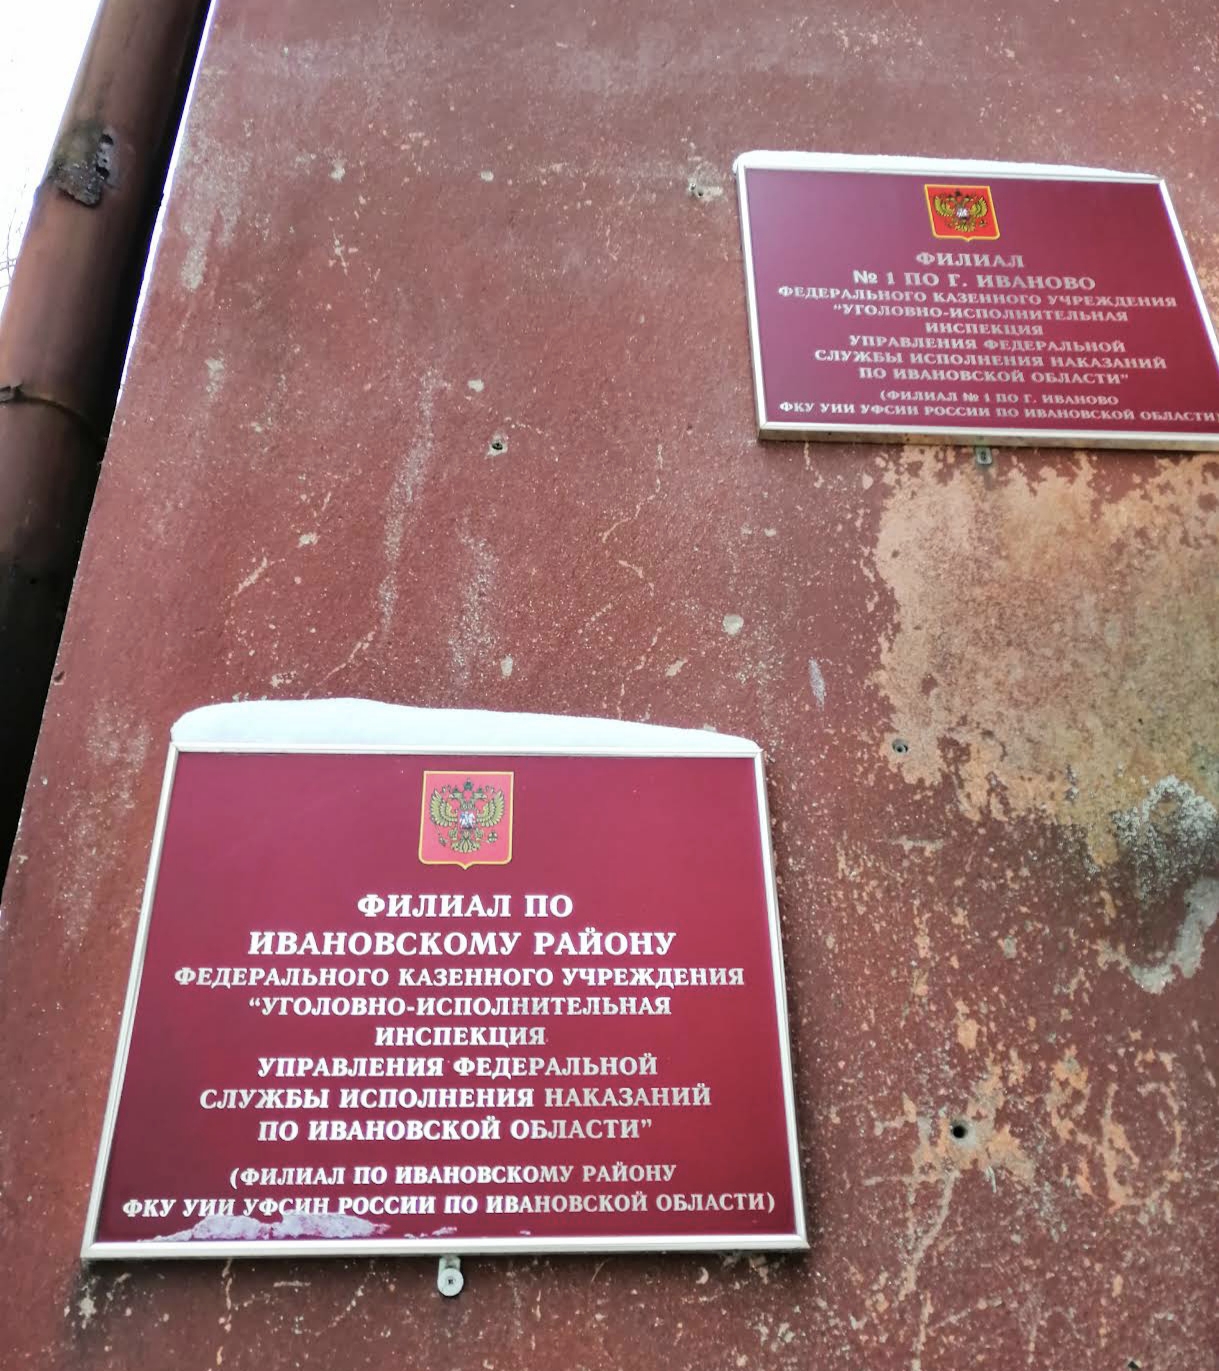 ФИЛИАЛ
№ 1 ПО Г. ИВАНОВО
ФЕДЕРАЛЬНОГО КАЗЕННОГО УЧРЕЖДЕНИЯ
“УГОЛОВНО-ИСПОЛНИТЕЛЬНАЯ
ИНСПЕКЦИЯ
УПРАВЛЕНИЯ ФЕДЕРАЛЬНОЙ
СЛУЖБЫ ИСПОЛНЕНИЯ НАКАЗАНИЙ
ПО ИВАНОВСКОЙ ОБЛАСТИ”
(ФИЛИАЛ № 1 ПО Г. ИВАНОВО
ФКУ УИИ УФСИН РОССИИ ПО ИВАНОВСКОЙ ОБЛАСТИ)
ФИЛИАЛ ПО
ИВАНОВСКОМУ РАЙОНУ
ФЕДЕРАЛЬНОГО КАЗЕННОГО УЧРЕЖДЕНИЯ
“УГОЛОВНО-ИСПОЛНИТЕЛЬНАЯ
ИНСПЕКЦИЯ
УПРАВЛЕНИЯ ФЕДЕРАЛЬНОЙ
СЛУЖБЫ ИСПОЛНЕНИЯ НАКАЗАНИЙ
ПО ИВАНОВСКОЙ ОБЛАСТИ”
(ФИЛИАЛ ПО ИВАНОВСКОМУ РАЙОНУ
ФКУ УИИ УФСИН РОССИИ ПО ИВАНОВСКОЙ ОБЛАСТИ)